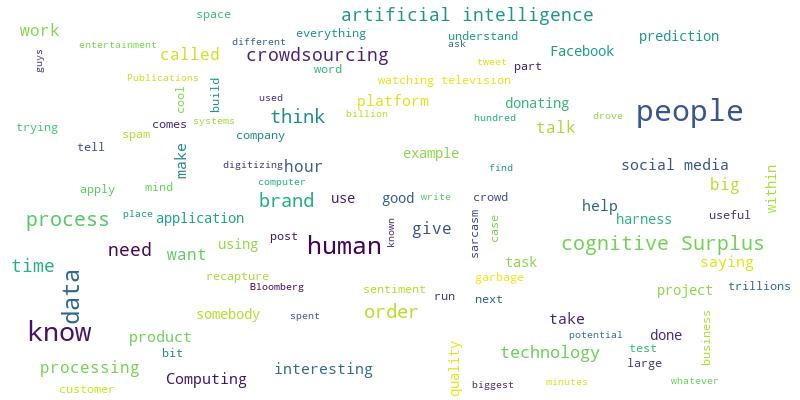 space
artificial intelligence
work
everything
understand
prediction
entertainment
different
ask
guys
called
crowdsourcing
Facebook
tweet
part
word
Publications
watching television
cool
build
used
platform
donating
people
think
billion
hundred
drove
trying
spam
comes
systems
company
talk
tell
make
example
digitizing
hour
find
social media
within
computer
big
apply
mind
brand
use
good
write
crowd
help
process
place
application
known
give
sarcasm
case
harness
useful
post
need
want
using
human
cognitive Surplus
time
data
task
saying
recapture
garbage
Bloomberg
sentiment
run
next
project
trillions
somebody
spent
order
take
know
product
potential
done
business
bit
technology
test
processing
interesting
quality
large
Computing
customer
biggest
minutes
whatever